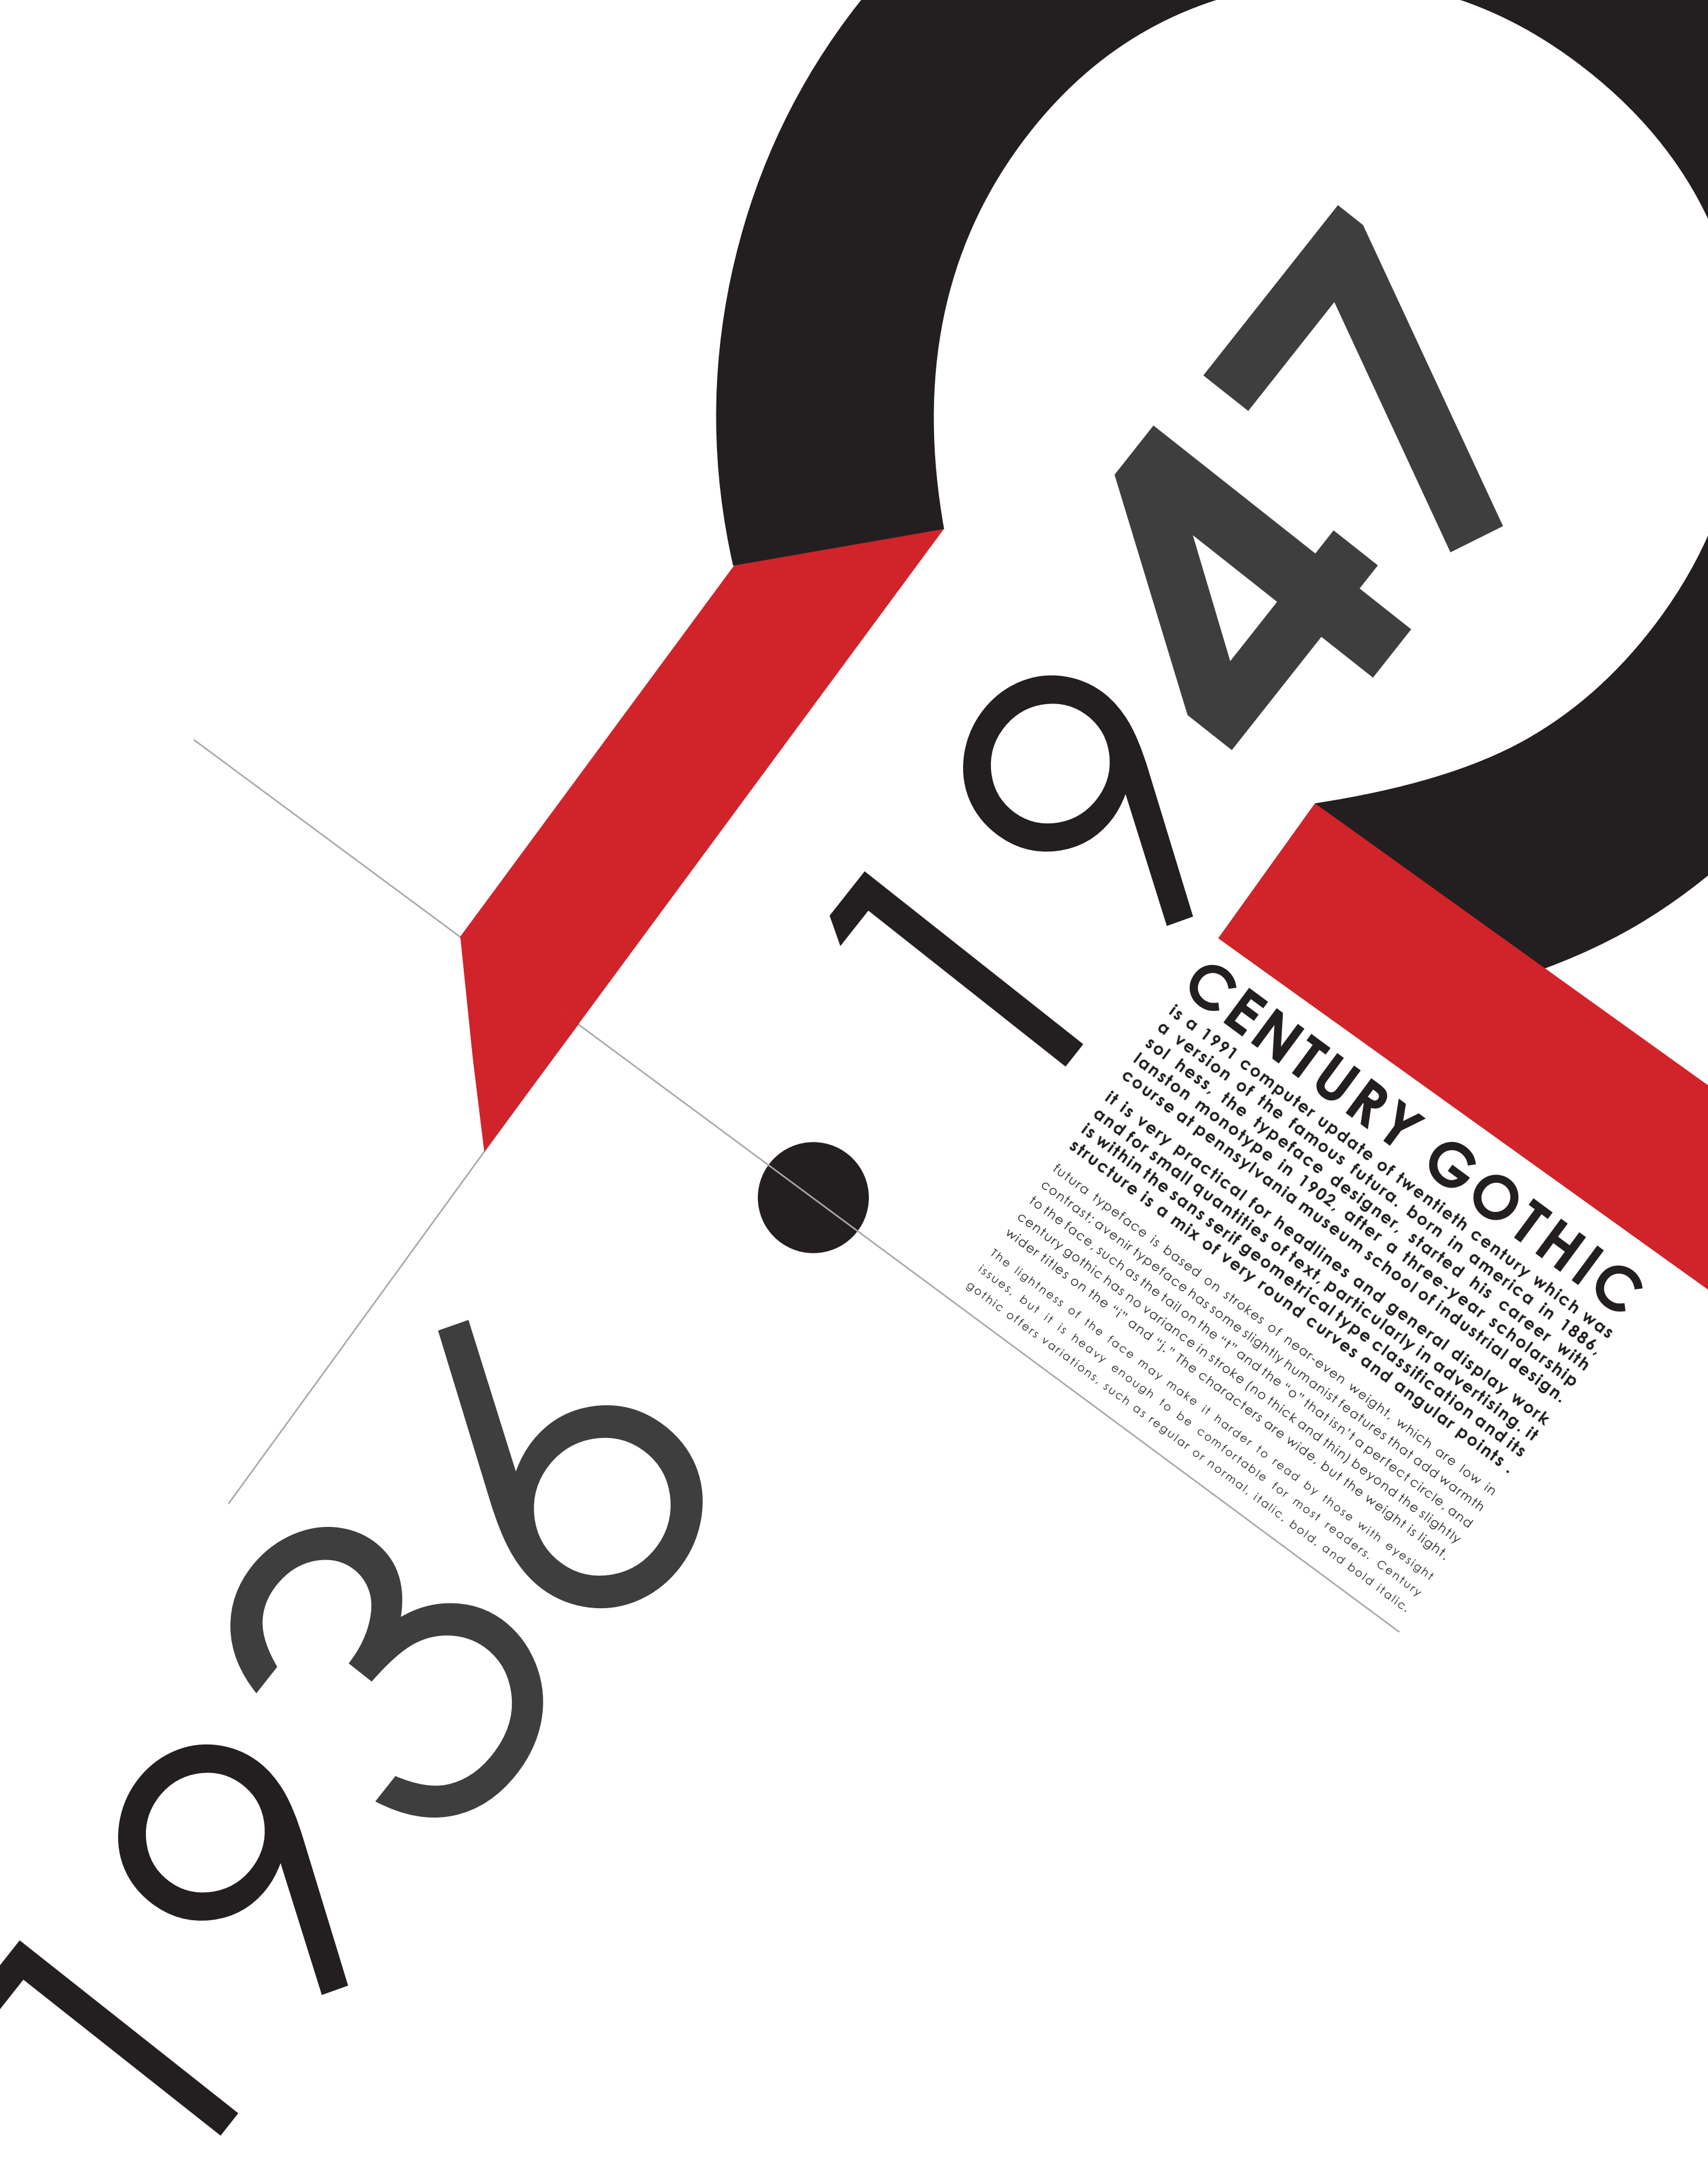 1947
1936
CENTURY GOTHIC
is a 1991 computer update of twentieth century which was
a version of the famous futura. born in america in 1886,
sol hess, the typeface designer, started his career with
lanston monotype in 1902, after a three-year scholarship
course at pennsylvania museum school of industrial design.
it is very practical for headlines and general display work
and for small quantities of text, particularly in advertising. it
is within the sans serif geometrical type classification and its
structure is a mix of very round curves and angular points .
futura typeface is based on strokes of near-even weight, which are low in
contrast; avenir typeface has some slightly humanist features that add warmth
to the face, such as the tail on the “t” and the “o” that isn’t a perfect circle, and
century gothic has no variance in stroke (no thick and thin) beyond the slightly
wider titles on the “i” and “j.” The characters are wide, but the weight is light.
The lightness of the face may make it harder to read by those with eyesight
issues, but it is heavy enough to be comfortable for most readers. Century
gothic offers variations, such as regular or normal, italic, bold, and bold italic.